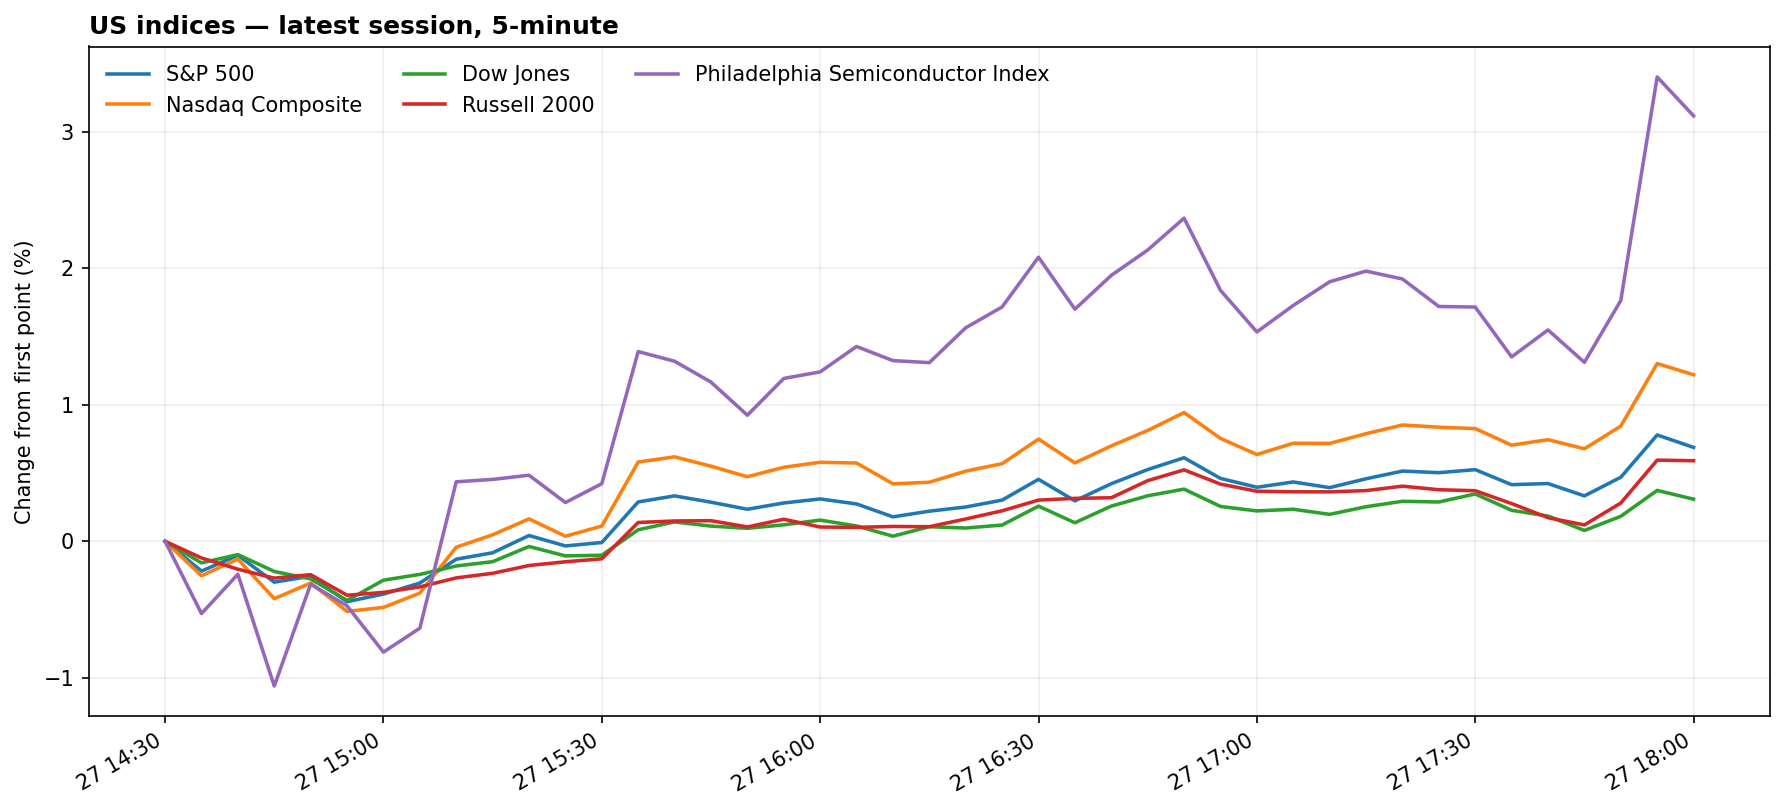 US indices — latest session, 5-minute
S&P 500
Nasdaq Composite
Dow Jones
Russell 2000
Philadelphia Semiconductor Index
Change from first point (%)
3
2
1
0
−1
27 14:30
27 15:00
27 15:30
27 16:00
27 16:30
27 17:00
27 17:30
27 18:00